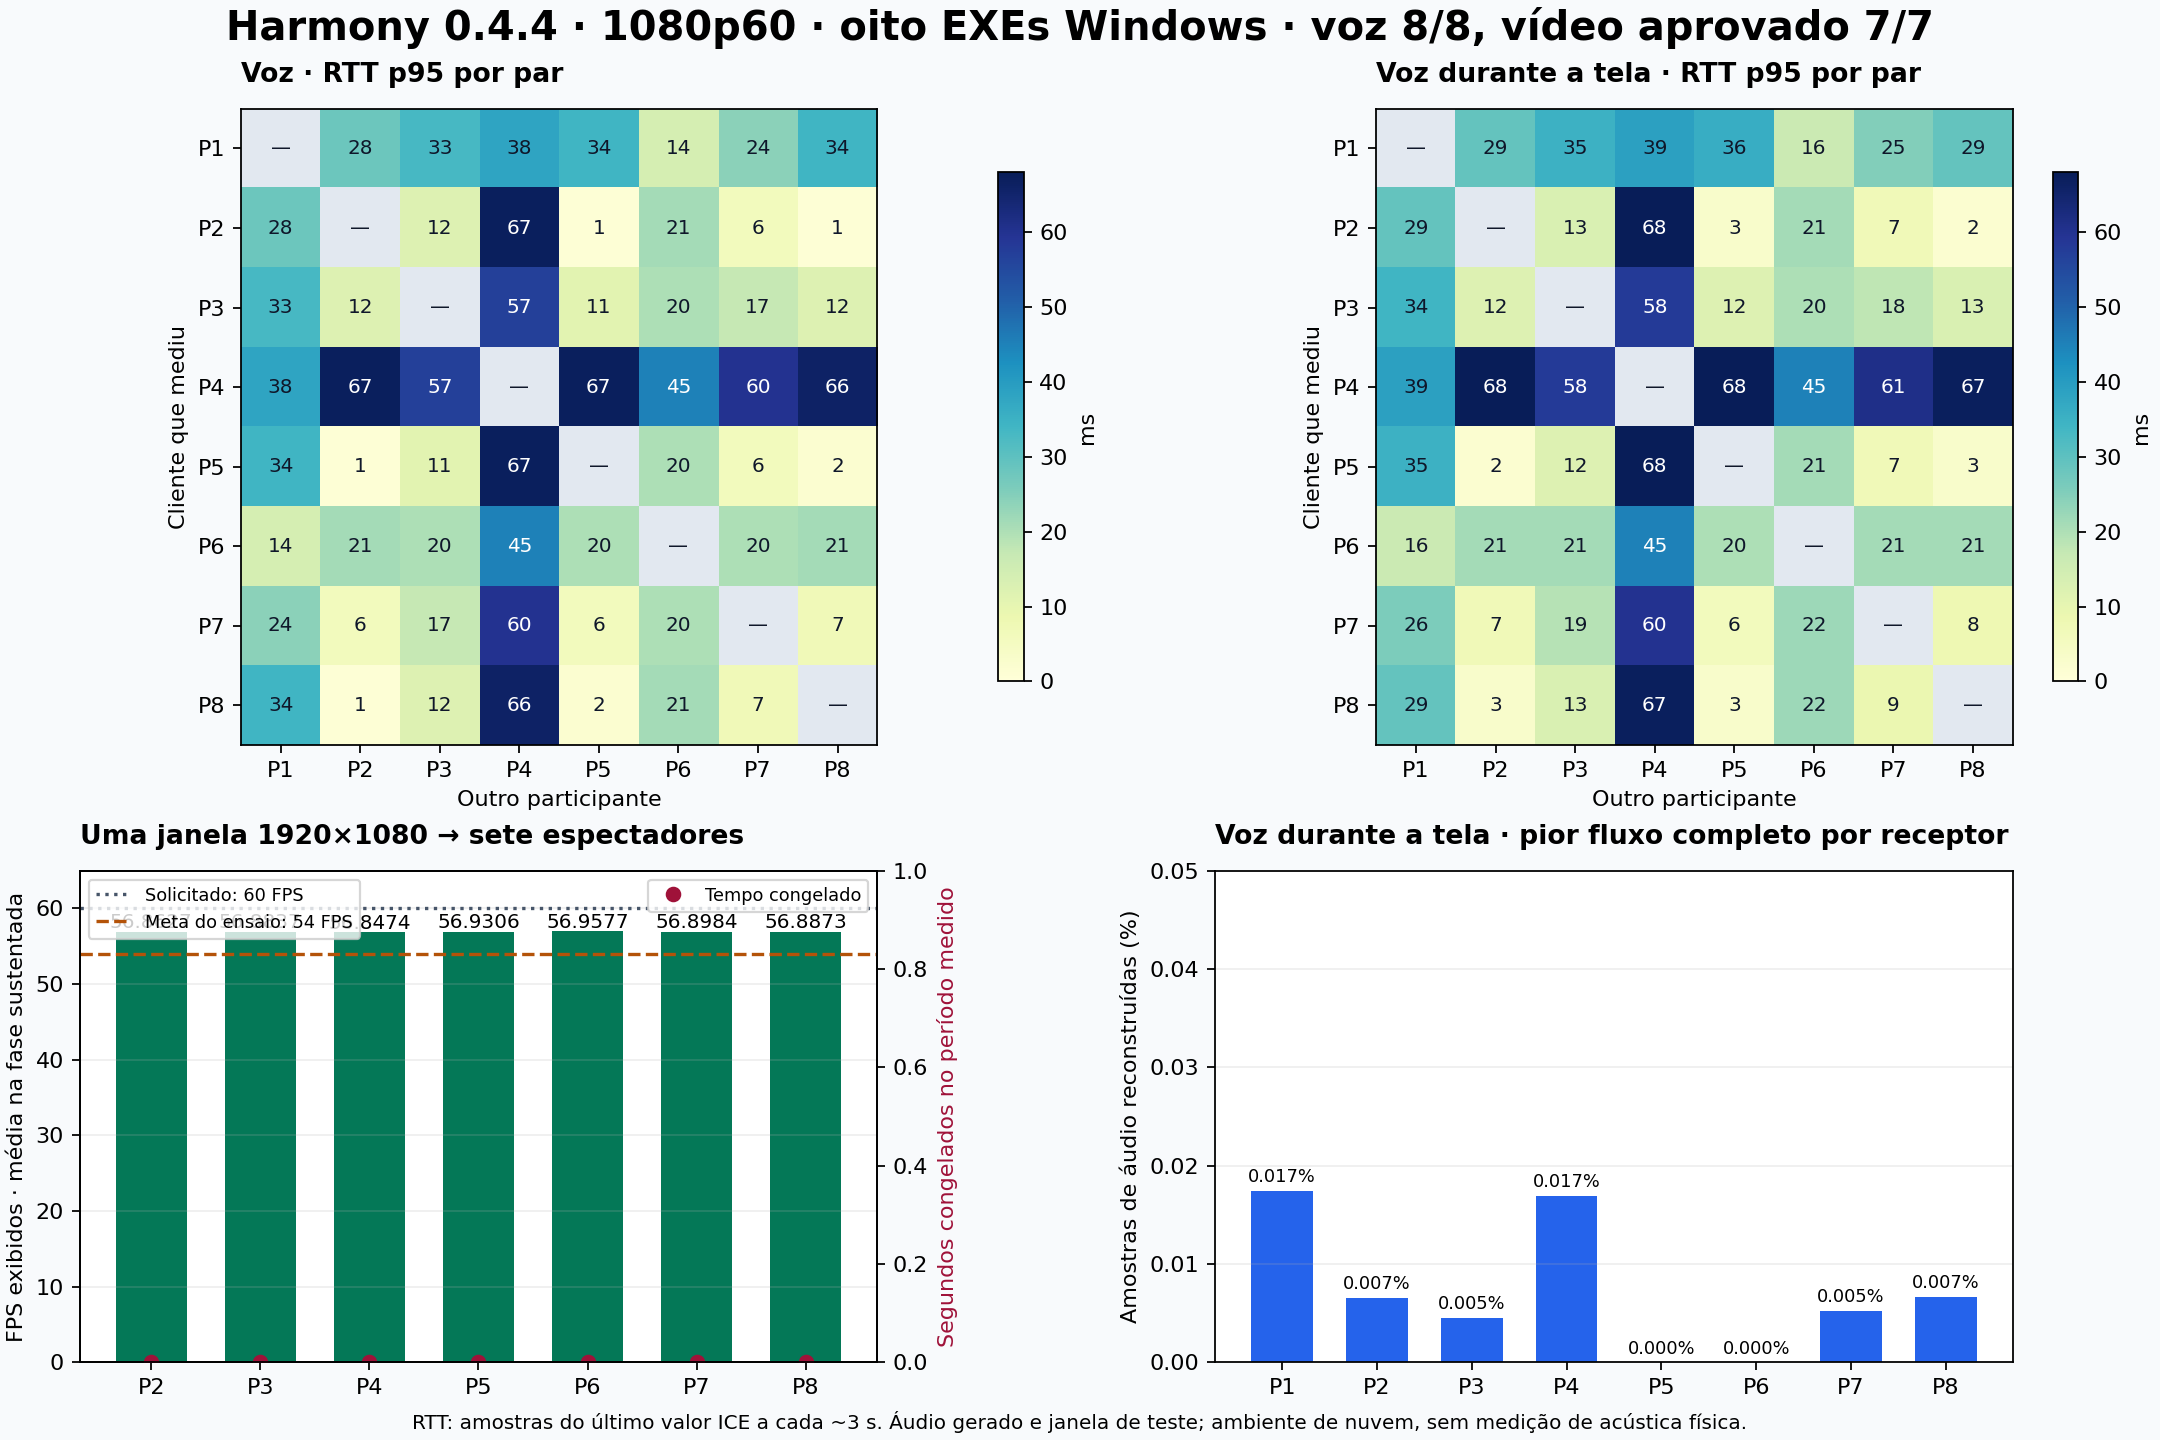 Harmony 0.4.4 · 1080p60 · oito EXEs Windows · voz 8/8, vídeo aprovado 7/7
Voz · RTT p95 por par
Cliente que mediu
P1 — 28 33 38 34 14 24 34
P2 28 — 12 67 1 21 6 1
P3 33 12 — 57 11 20 17 12
P4 38 67 57 — 67 45 60 66
P5 34 1 11 67 — 20 6 2
P6 14 21 20 45 20 — 20 21
P7 24 6 17 60 6 20 — 7
P8 34 1 12 66 2 21 7 —
P1 P2 P3 P4 P5 P6 P7 P8
Outro participante
60
50
40
30
20
10
0
ms
Voz durante a tela · RTT p95 por par
Cliente que mediu
P1 — 29 35 39 36 16 25 29
P2 29 — 13 68 3 21 7 2
P3 34 12 — 58 12 20 18 13
P4 39 68 58 — 68 45 61 67
P5 35 2 12 68 — 21 7 3
P6 16 21 21 45 20 — 21 21
P7 26 7 19 60 6 22 — 8
P8 29 3 13 67 3 22 9 —
P1 P2 P3 P4 P5 P6 P7 P8
Outro participante
60
50
40
30
20
10
0
ms
Uma janela 1920×1080 → sete espectadores
FPS exibidos · média na fase sustentada
60
50
40
30
20
10
0
Solicitado: 60 FPS
Meta do ensaio: 54 FPS
Tempo congelado
.8474 56.9306 56.9577 56.8984 56.8873
P2 P3 P4 P5 P6 P7 P8
1.0
0.8
0.6
0.4
0.2
0.0
Segundos congelados no período medido
Voz durante a tela · pior fluxo completo por receptor
Amostras de áudio reconstruídas (%)
0.05
0.04
0.03
0.02
0.01
0.00
0.017% 0.007% 0.005% 0.017% 0.000% 0.000% 0.005% 0.007%
P1 P2 P3 P4 P5 P6 P7 P8
RTT: amostras do último valor ICE a cada ~3 s. Áudio gerado e janela de teste; ambiente de nuvem, sem medição de acústica física.